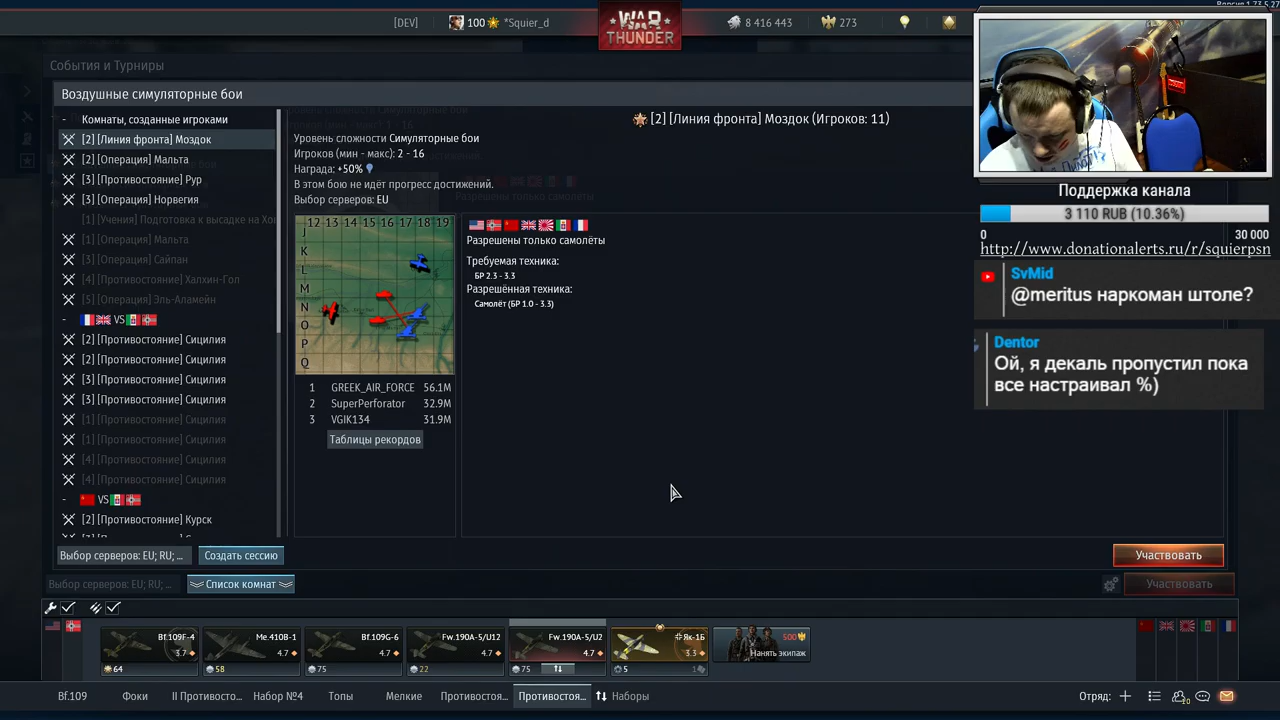 [DEV]
100
*Squier_d
WAR
THUNDER
8 416 443
273
События и Турниры
Воздушные симуляторные бои
- Комнаты, созданные игроками
[2] [Линия фронта] Моздок
[2] [Операция] Мальта
[3] [Противостояние] Рур
[3] [Операция] Норвегия
[1] [Учения] Подготовка к высадке на Хо
[1] [Операция] Мальта
[3] [Операция] Сайпан
[4] [Противостояние] Халхин-Гол
[5] [Операция] Эль-Аламейн
- VS
[2] [Противостояние] Сицилия
[2] [Противостояние] Сицилия
[3] [Противостояние] Сицилия
[3] [Противостояние] Сицилия
[1] [Противостояние] Сицилия
[1] [Противостояние] Сицилия
[4] [Противостояние] Сицилия
[4] [Противостояние] Сицилия
- VS
[2] [Противостояние] Курск
Уровень сложности Симуляторные бои
Игроков (мин - макс): 2 - 16
Награда: +50%
В этом бою не идёт прогресс достижений.
Выбор серверов: EU
12 13 14 15 16 17 18 19
J
K
L
M
N
O
P
Q
1 GREEK_AIR_FORCE 56.1M
2 SuperPerforator 32.9M
3 VGIK134 31.9M
Таблицы рекордов
[2] [Линия фронта] Моздок (Игроков: 11)
Разрешены только самолёты
Требуемая техника:
БР 2.3 - 3.3
Разрешённая техника:
Самолёт (БР 1.0 - 3.3)
Поддержка канала
3 110 RUB (10.36%)
0
30 000
http://www.donationalerts.ru/r/squierpsn
SvMid
@meritus наркоман штоле?
Dentor
Ой, я декаль пропустил пока
все настраивал %)
Выбор серверов: EU; RU; ...
Создать сессию
Участвовать
Выбор серверов: EU; RU; ...
Список комнат
Участвовать
Bf.109F-4
3.7
64
Me.410B-1
4.7
58
Bf.109G-6
4.7
75
Fw.190A-5/U12
4.7
22
Fw.190A-5/U2
4.7
75
Як-1Б
3.3
5
1
500
Нанять экипаж
Bf.109
Фоки
II Противосто...
Набор №4
Топы
Мелкие
Противостоя...
Противостоя...
Наборы
Отряд: